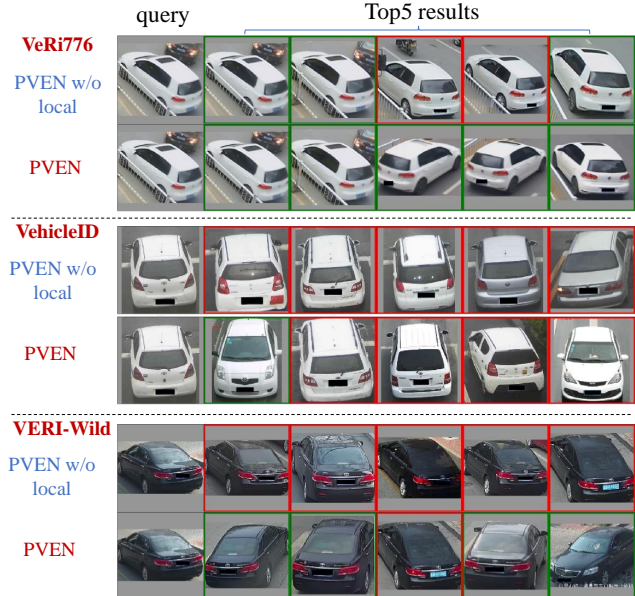 query
Top5 results
VeRi776
PVEN w/o
local
PVEN
VehicleID
PVEN w/o
local
PVEN
VERI-Wild
PVEN w/o
local
PVEN